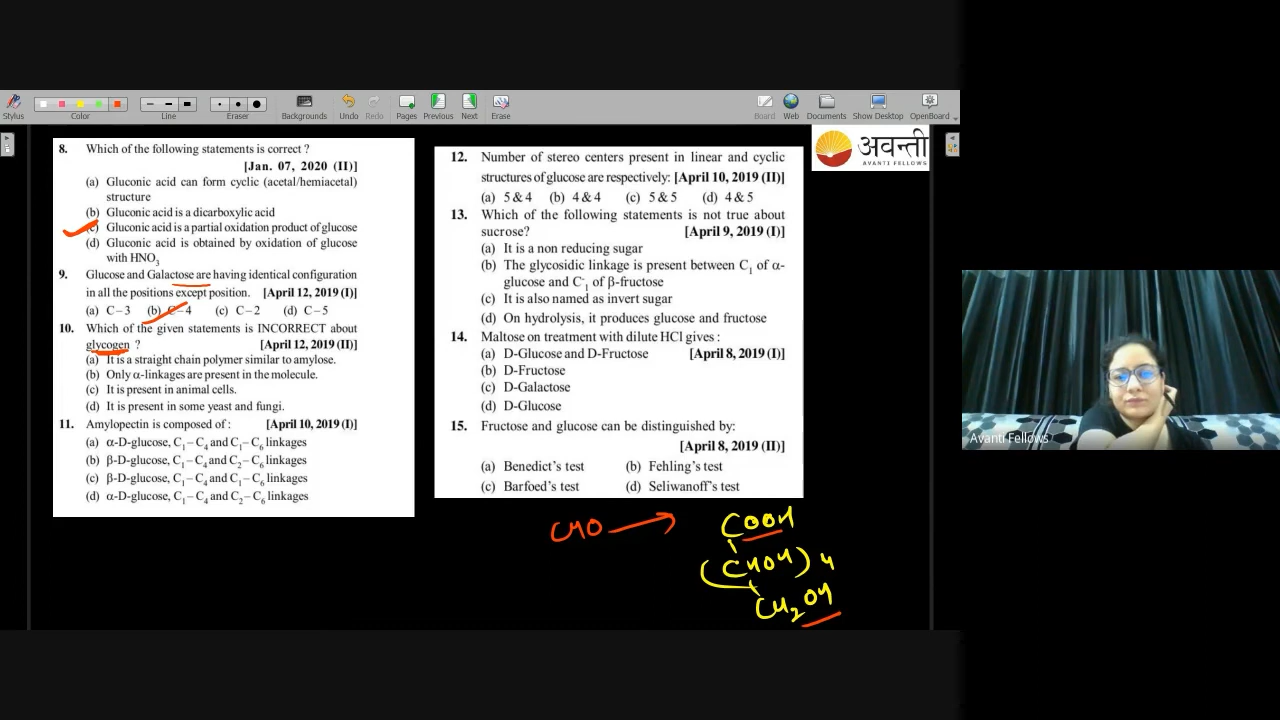 Stylus
Color
Line
Eraser
Backgrounds
Undo
Redo
Pages
Previous
Next
Erase
Board
Web
Documents
Show Desktop
OpenBoard
8. Which of the following statements is correct ?
[Jan. 07, 2020 (II)]
(a) Gluconic acid can form cyclic (acetal/hemiacetal)
structure
(b) Gluconic acid is a dicarboxylic acid
(c) Gluconic acid is a partial oxidation product of glucose
(d) Gluconic acid is obtained by oxidation of glucose
with HNO3
9. Glucose and Galactose are having identical configuration
in all the positions except position. [April 12, 2019 (I)]
(a) C–3 (b) C–4 (c) C–2 (d) C–5
10. Which of the given statements is INCORRECT about
glycogen ? [April 12, 2019 (II)]
(a) It is a straight chain polymer similar to amylose.
(b) Only α-linkages are present in the molecule.
(c) It is present in animal cells.
(d) It is present in some yeast and fungi.
11. Amylopectin is composed of : [April 10, 2019 (I)]
(a) α-D-glucose, C1–C4 and C1–C6 linkages
(b) β-D-glucose, C1–C4 and C2–C6 linkages
(c) β-D-glucose, C1–C4 and C1–C6 linkages
(d) α-D-glucose, C1–C4 and C2–C6 linkages
12. Number of stereo centers present in linear and cyclic
structures of glucose are respectively: [April 10, 2019 (II)]
(a) 5 & 4 (b) 4 & 4 (c) 5 & 5 (d) 4 & 5
13. Which of the following statements is not true about
sucrose? [April 9, 2019 (I)]
(a) It is a non reducing sugar
(b) The glycosidic linkage is present between C1 of α-
glucose and C1 of β-fructose
(c) It is also named as invert sugar
(d) On hydrolysis, it produces glucose and fructose
14. Maltose on treatment with dilute HCl gives :
(a) D-Glucose and D-Fructose [April 8, 2019 (I)]
(b) D-Fructose
(c) D-Galactose
(d) D-Glucose
15. Fructose and glucose can be distinguished by:
[April 8, 2019 (II)]
(a) Benedict's test (b) Fehling's test
(c) Barfoed's test (d) Seliwanoff's test
CHO → COOH
(CHOH)4
CH2OH
अवन्ती
AVANTI FELLOWS
Avanti Fellows